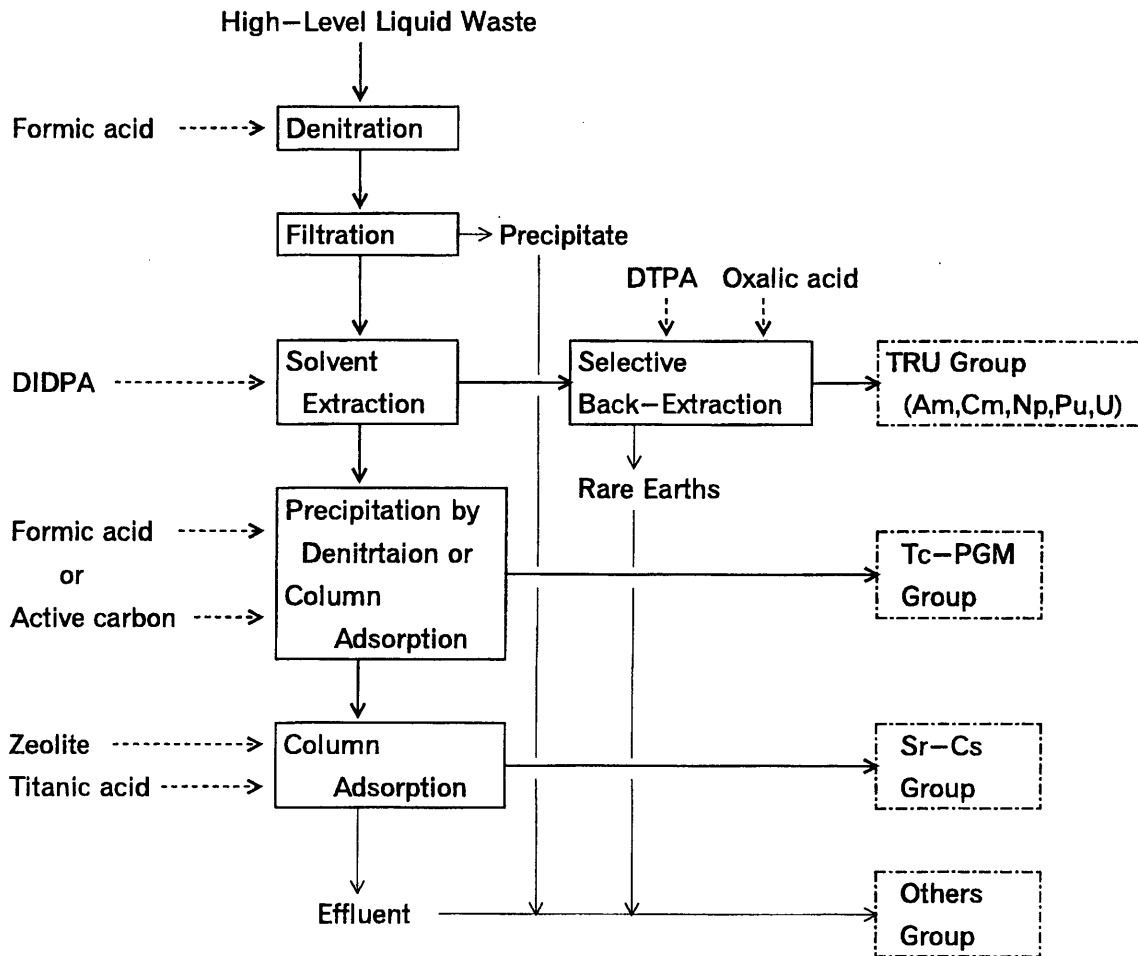 High-Level Liquid Waste
Formic acid
Denitration
Filtration
Precipitate
DTPA
Oxalic acid
DIDPA
Solvent
Extraction
Selective
Back-Extraction
TRU Group
(Am,Cm,Np,Pu,U)
Rare Earths
Formic acid
or
Active carbon
Precipitation by
Denitrtaion or
Column
Adsorption
Tc-PGM
Group
Zeolite
Titanic acid
Column
Adsorption
Sr-Cs
Group
Effluent
Others
Group